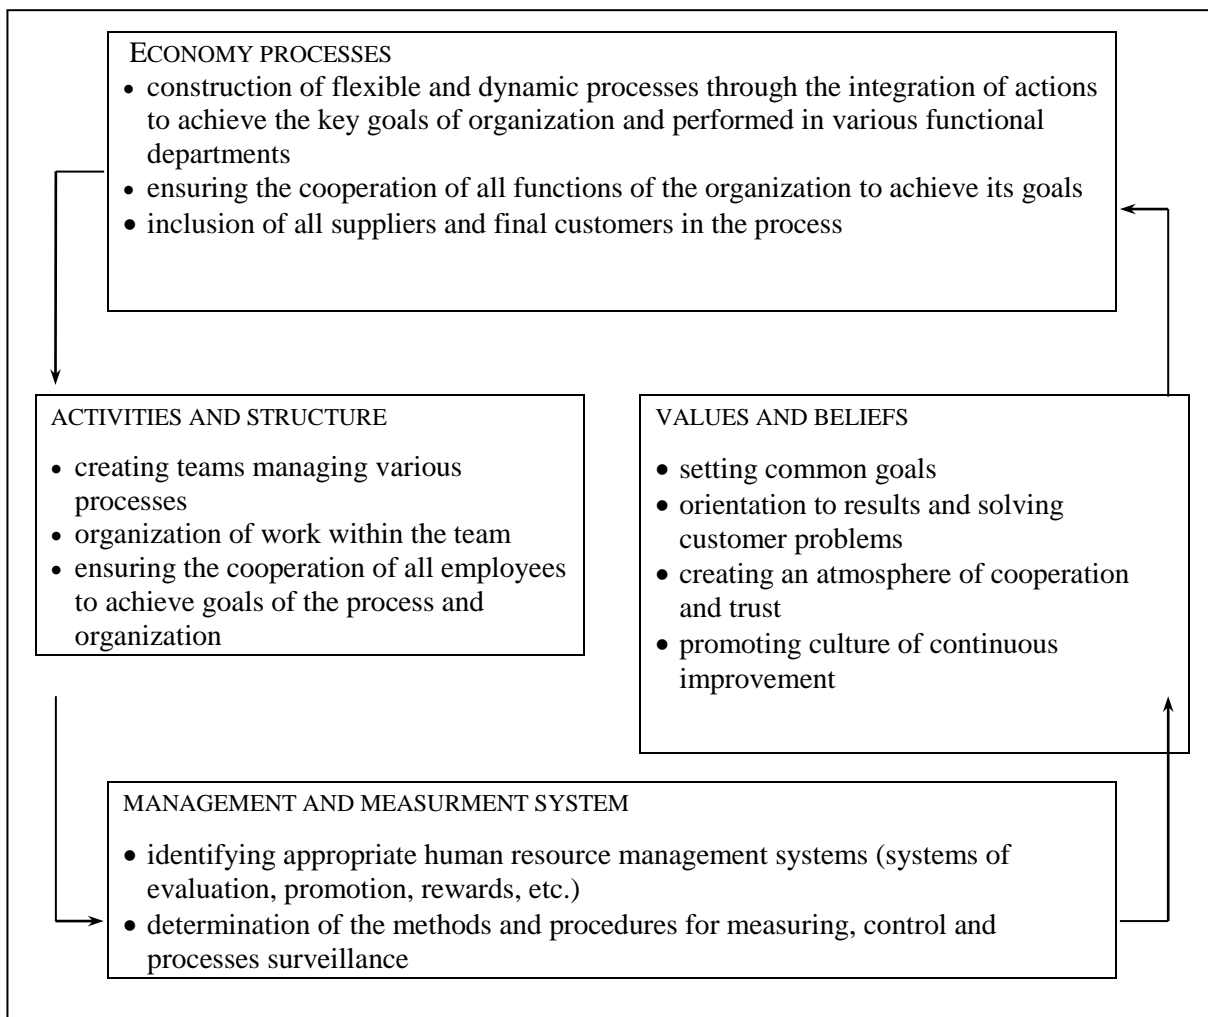 ECONOMY PROCESSES
• construction of flexible and dynamic processes through the integration of actions
to achieve the key goals of organization and performed in various functional
departments
• ensuring the cooperation of all functions of the organization to achieve its goals
• inclusion of all suppliers and final customers in the process
ACTIVITIES AND STRUCTURE
• creating teams managing various
processes
• organization of work within the team
• ensuring the cooperation of all employees
to achieve goals of the process and
organization
VALUES AND BELIEFS
• setting common goals
• orientation to results and solving
customer problems
• creating an atmosphere of cooperation
and trust
• promoting culture of continuous
improvement
MANAGEMENT AND MEASURMENT SYSTEM
• identifying appropriate human resource management systems (systems of
evaluation, promotion, rewards, etc.)
• determination of the methods and procedures for measuring, control and
processes surveillance